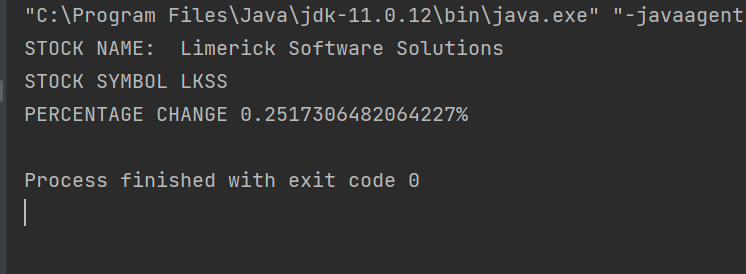 "C:\Program Files\Java\jdk-11.0.12\bin\java.exe" "-javaagent
STOCK NAME:  Limerick Software Solutions
STOCK SYMBOL LKSS
PERCENTAGE CHANGE 0.2517306482064227%
Process finished with exit code 0